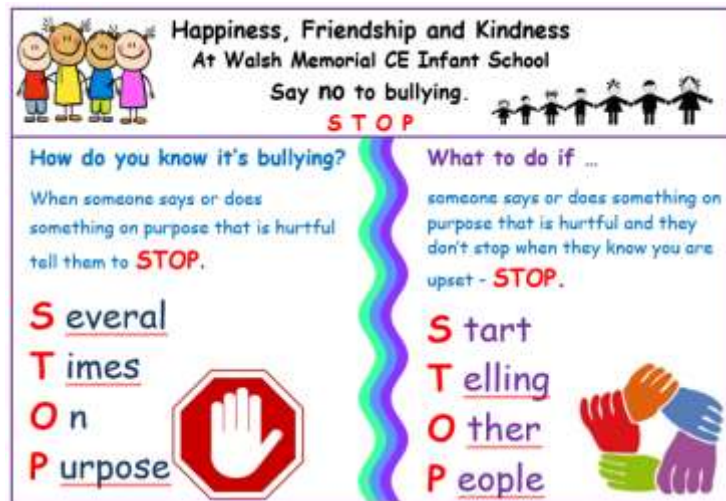 Happiness, Friendship and Kindness
At Walsh Memorial CE Infant School
Say no to bullying.
S T O P
How do you know it's bullying?
When someone says or does
something on purpose that is hurtful
tell them to STOP.
S everal
T imes
O n
P urpose
What to do if …
someone says or does something on
purpose that is hurtful and they
don't stop when they know you are
upset - STOP.
S tart
T elling
O ther
P eople